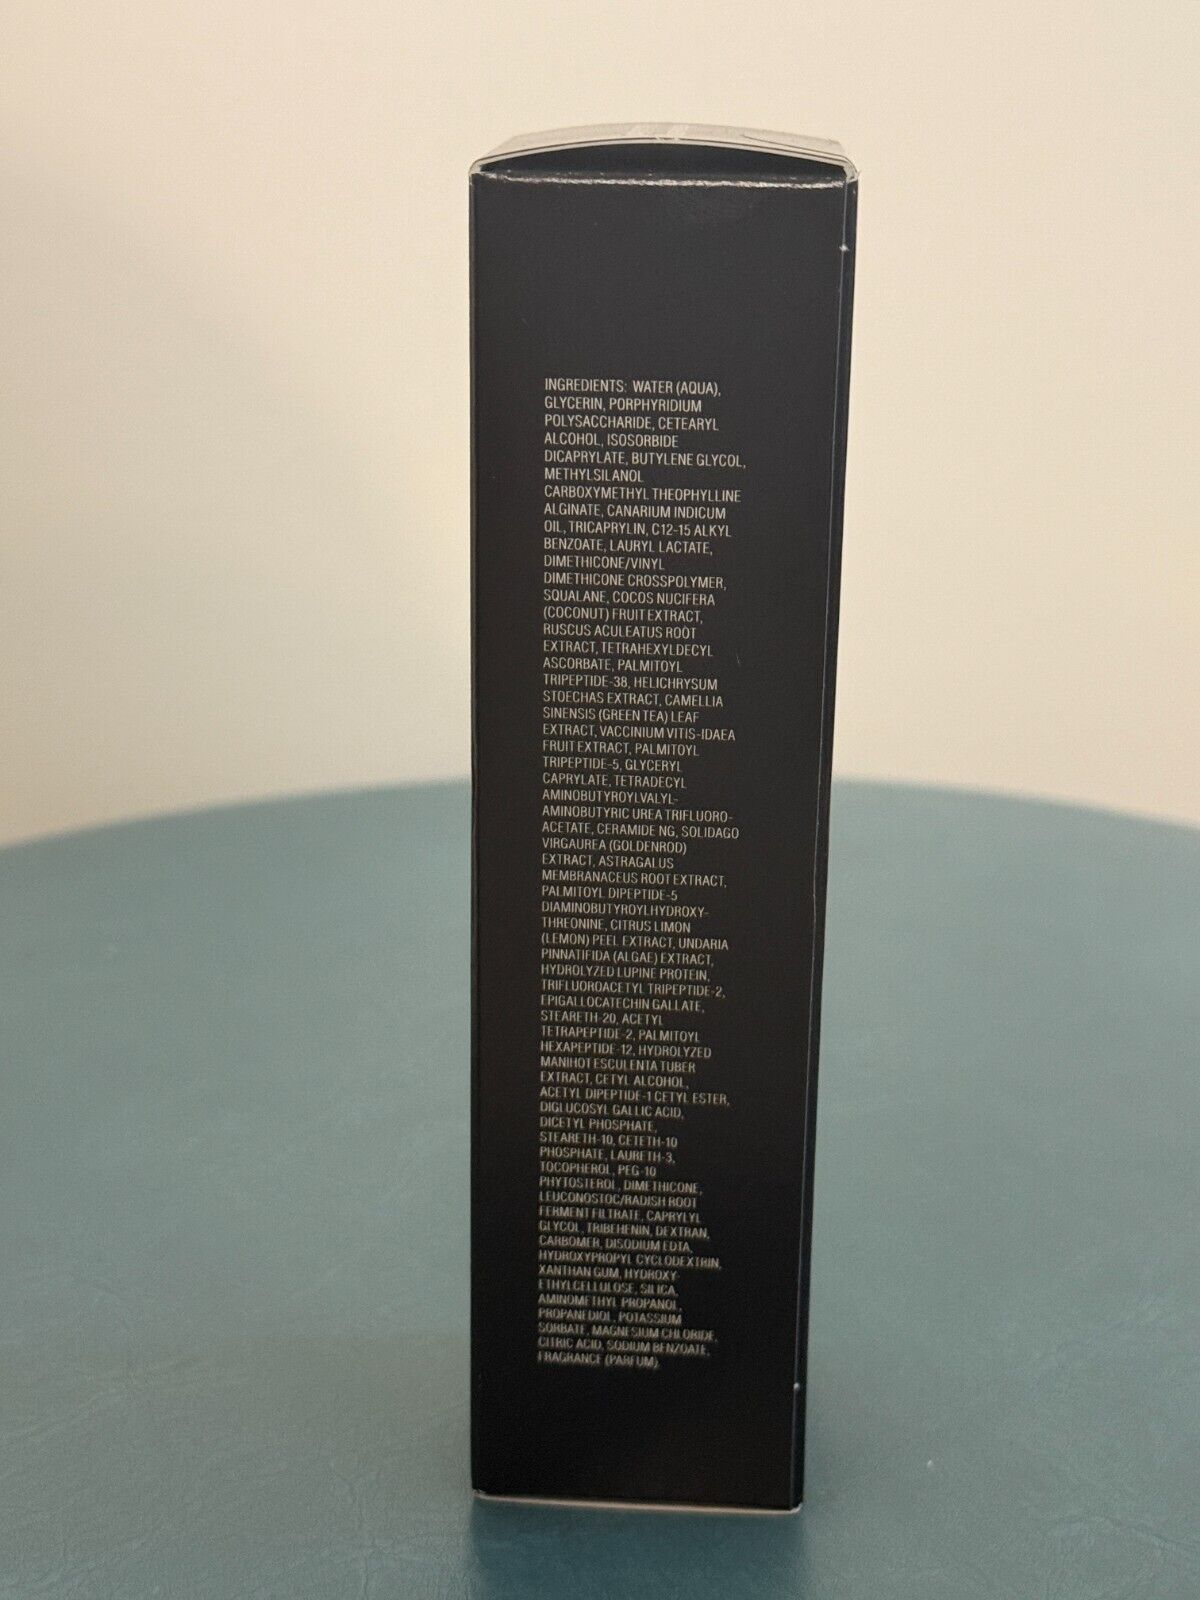 INGREDIENTS: WATER (AQUA),
GLYCERIN, PORPHYRIDIUM
POLYSACCHARIDE, CETEARYL
ALCOHOL, ISOSORBIDE
DICAPRYLATE, BUTYLENE GLYCOL,
METHYLSILANOL
CARBOXYMETHYL THEOPHYLLINE
ALGINATE, CANARIUM INDICUM
OIL, TRICAPRYLIN, C12-15 ALKYL
BENZOATE, LAURYL LACTATE,
DIMETHICONE/VINYL
DIMETHICONE CROSSPOLYMER,
SQUALANE, COCOS NUCIFERA
(COCONUT) FRUIT EXTRACT,
RUSCUS ACULEATUS ROOT
EXTRACT, TETRAHEXYLDECYL
ASCORBATE, PALMITOYL
TRIPEPTIDE-38, HELICHRYSUM
STOECHAS EXTRACT, CAMELLIA
SINENSIS (GREEN TEA) LEAF
EXTRACT, VACCINIUM VITIS-IDAEA
FRUIT EXTRACT, PALMITOYL
TRIPEPTIDE-5, GLYCERYL
CAPRYLATE, TETRADECYL
AMINOBUTYROYLVALYL-
AMINOBUTYRIC UREA TRIFLUORO-
ACETATE, CERAMIDE NG, SOLIDAGO
VIRGAUREA (GOLDENROD)
EXTRACT, ASTRAGALUS
MEMBRANACEUS ROOT EXTRACT,
PALMITOYL DIPEPTIDE-5
DIAMINOBUTYROYLHYDROXY-
THREONINE, CITRUS LIMON
(LEMON) PEEL EXTRACT, UNDARIA
PINNATIFIDA (ALGAE) EXTRACT,
HYDROLYZED LUPINE PROTEIN,
TRIFLUOROACETYL TRIPEPTIDE-2,
EPIGALLOCATECHIN GALLATE,
STEARETH-20, ACETYL
TETRAPEPTIDE-2, PALMITOYL
HEXAPEPTIDE-12, HYDROLYZED
MANIHOT ESCULENTA TUBER
EXTRACT, CETYL ALCOHOL,
ACETYL DIPEPTIDE-1 CETYL ESTER,
DIGLUCOSYL GALLIC ACID,
DICETYL PHOSPHATE,
STEARETH-10, CETETH-10
PHOSPHATE, LAURETH-3,
TOCOPHEROL, PEG-10
PHYTOSTEROL, DIMETHICONE,
LEUCONOSTOC/RADISH ROOT
FERMENT FILTRATE, CAPRYLYL
GLYCOL, TRIBEHENIN, DEXTRAN,
CARBOMER, DISODIUM EDTA,
HYDROXYPROPYL CYCLODEXTRIN,
XANTHAN GUM, HYDROXY-
ETHYLCELLULOSE, SILICA,
AMINOMETHYL PROPANOL,
PROPANEDIOL, POTASSIUM
SORBATE, MAGNESIUM CHLORIDE,
CITRIC ACID, SODIUM BENZOATE,
FRAGRANCE (PARFUM).